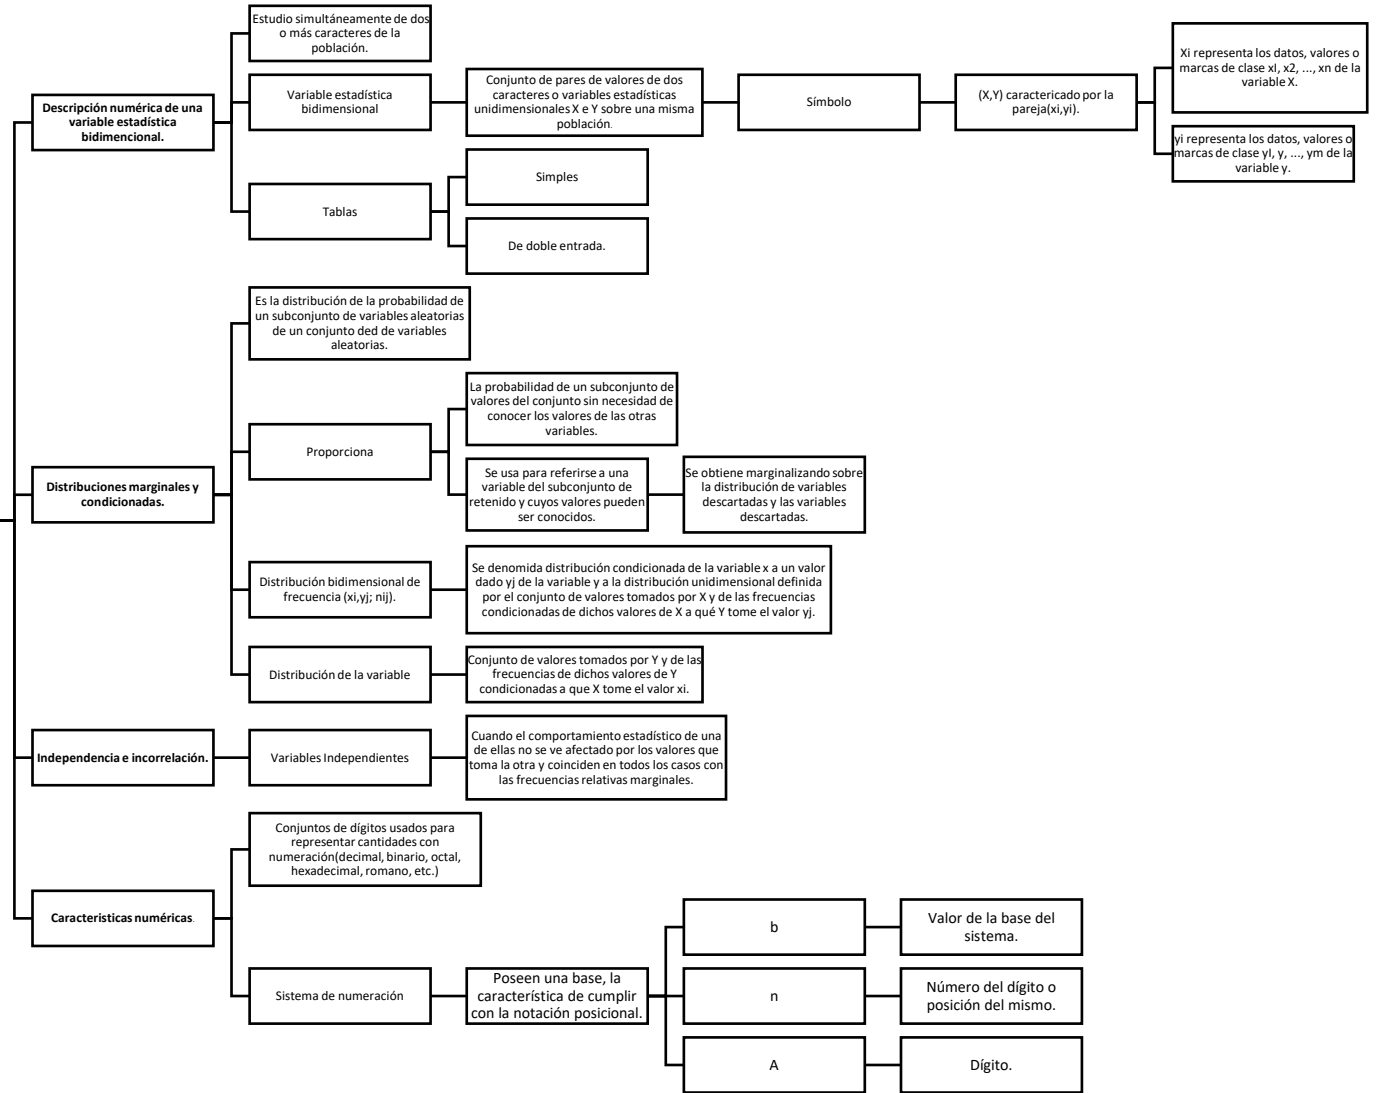 Descripción numérica de una
variable estadística
bidimencional.
Estudio simultáneamente de dos
o más caracteres de la
población.
Variable estadística
bidimensional
Conjunto de pares de valores de dos
caracteres o variables estadísticas
unidimensionales X e Y sobre una misma
población.
Símbolo
(X,Y) cartericado por la
pareja(xi,yi).
Xi representa los datos, valores o
marcas de clase xl, x2, ..., xn de la
variable X.
yi representa los datos, valores o
marcas de clase yl, y, ..., ym de la
variable y.
Tablas
Simples
De doble entrada.
Distribuciones marginales y
condicionadas.
Es la distribución de la probabilidad de
un subconjunto de variables aleatorias
de un conjunto ded de variables
aleatorias.
Proporciona
La probabilidad de un subconjunto de
valores del conjunto sin necesidad de
conocer los valores de las otras
variables.
Se usa para referirse a una
variable del subconjunto de
retenido y cuyos valores pueden
ser conocidos.
Se obtiene marginalizando sobre
la distribución de variables
descartadas y las variables
descartadas.
Distribución bidimensional de
frecuencia (xi,yj; nij).
Se denomida distribución condicionada de la variable x a un valor
dado yj de la variable y a la distribución unidimensional definida
por el conjunto de valores tomados por X y de las frecuencias
condicionadas de dichos valores de X a qué Y tome el valor yj.
Distribución de la variable
Conjunto de valores tomados por Y y de las
frecuencias de dichos valores de Y
condicionadas a que X tome el valor xi.
Independencia e incorrelación.
Variables Independientes
Cuando el comportamiento estadístico de una
de ellas no se ve afectado por los valores que
toma la otra y coinciden en todos los casos con
las frecuencias relativas marginales.
Caracteristicas numéricas.
Conjuntos de dígitos usados para
representar cantidades con
numeración(decimal, binario, octal,
hexadecimal, romano, etc.)
Sistema de numeración
Poseen una base, la
característica de cumplir
con la notación posicional.
b
Valor de la base del
sistema.
n
Número del dígito o
posición del mismo.
A
Dígito.